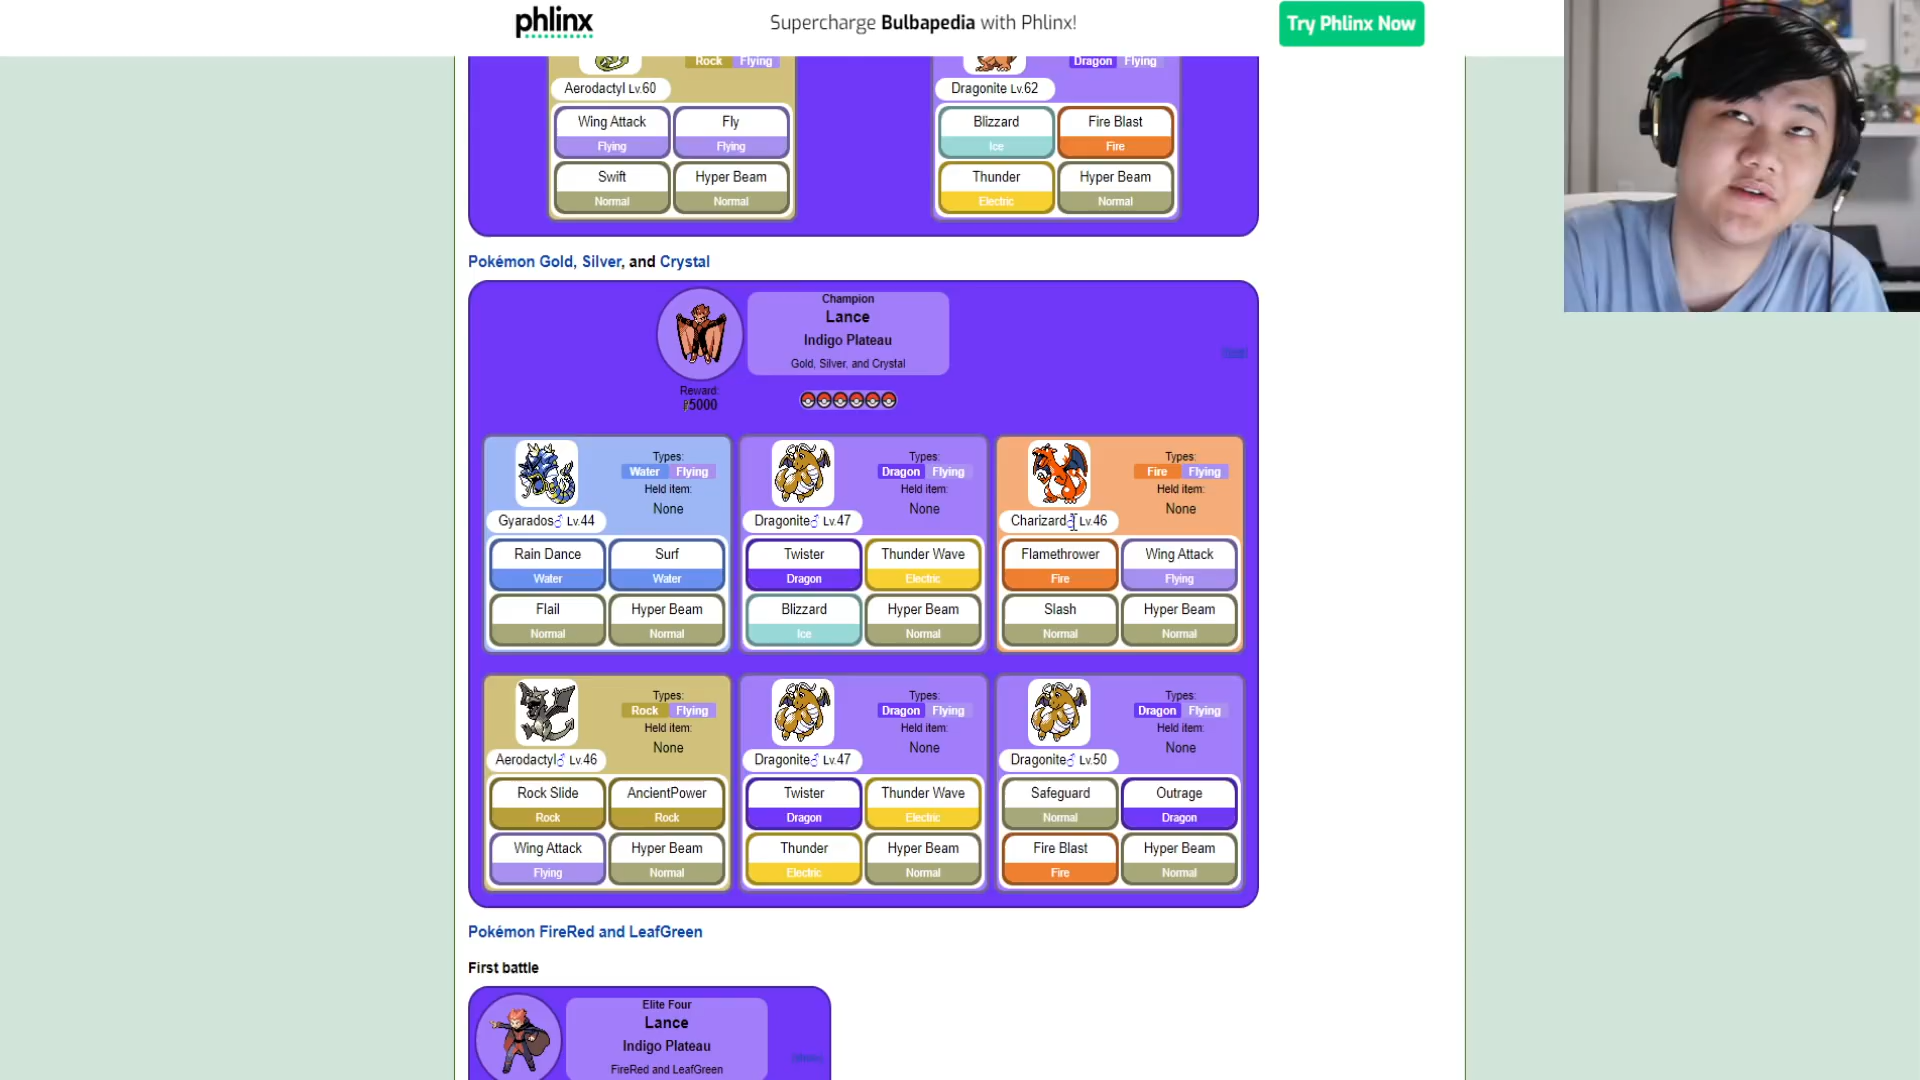 phlinx
Supercharge Bulbapedia with Phlinx!
Try Phlinx Now
Rock Flying
Aerodactyl Lv.60
Wing Attack
Flying
Fly
Flying
Swift
Normal
Hyper Beam
Normal
Dragon Flying
Dragonite Lv.62
Blizzard
Ice
Fire Blast
Fire
Thunder
Electric
Hyper Beam
Normal
Pokémon Gold, Silver, and Crystal
Champion
Lance
Indigo Plateau
Gold, Silver, and Crystal
Reward:
5000
Types:
Water Flying
Held item:
None
Gyarados♂ Lv.44
Rain Dance
Water
Surf
Water
Flail
Normal
Hyper Beam
Normal
Types:
Dragon Flying
Held item:
None
Dragonite♂ Lv.47
Twister
Dragon
Thunder Wave
Electric
Blizzard
Ice
Hyper Beam
Normal
Types:
Fire Flying
Held item:
None
Charizard♂ Lv.46
Flamethrower
Fire
Wing Attack
Flying
Slash
Normal
Hyper Beam
Normal
Types:
Rock Flying
Held item:
None
Aerodactyl♂ Lv.46
Rock Slide
Rock
AncientPower
Rock
Wing Attack
Flying
Hyper Beam
Normal
Types:
Dragon Flying
Held item:
None
Dragonite♂ Lv.47
Twister
Dragon
Thunder Wave
Electric
Thunder
Electric
Hyper Beam
Normal
Types:
Dragon Flying
Held item:
None
Dragonite♂ Lv.50
Safeguard
Normal
Outrage
Dragon
Fire Blast
Fire
Hyper Beam
Normal
Pokémon FireRed and LeafGreen
First battle
Elite Four
Lance
Indigo Plateau
FireRed and LeafGreen